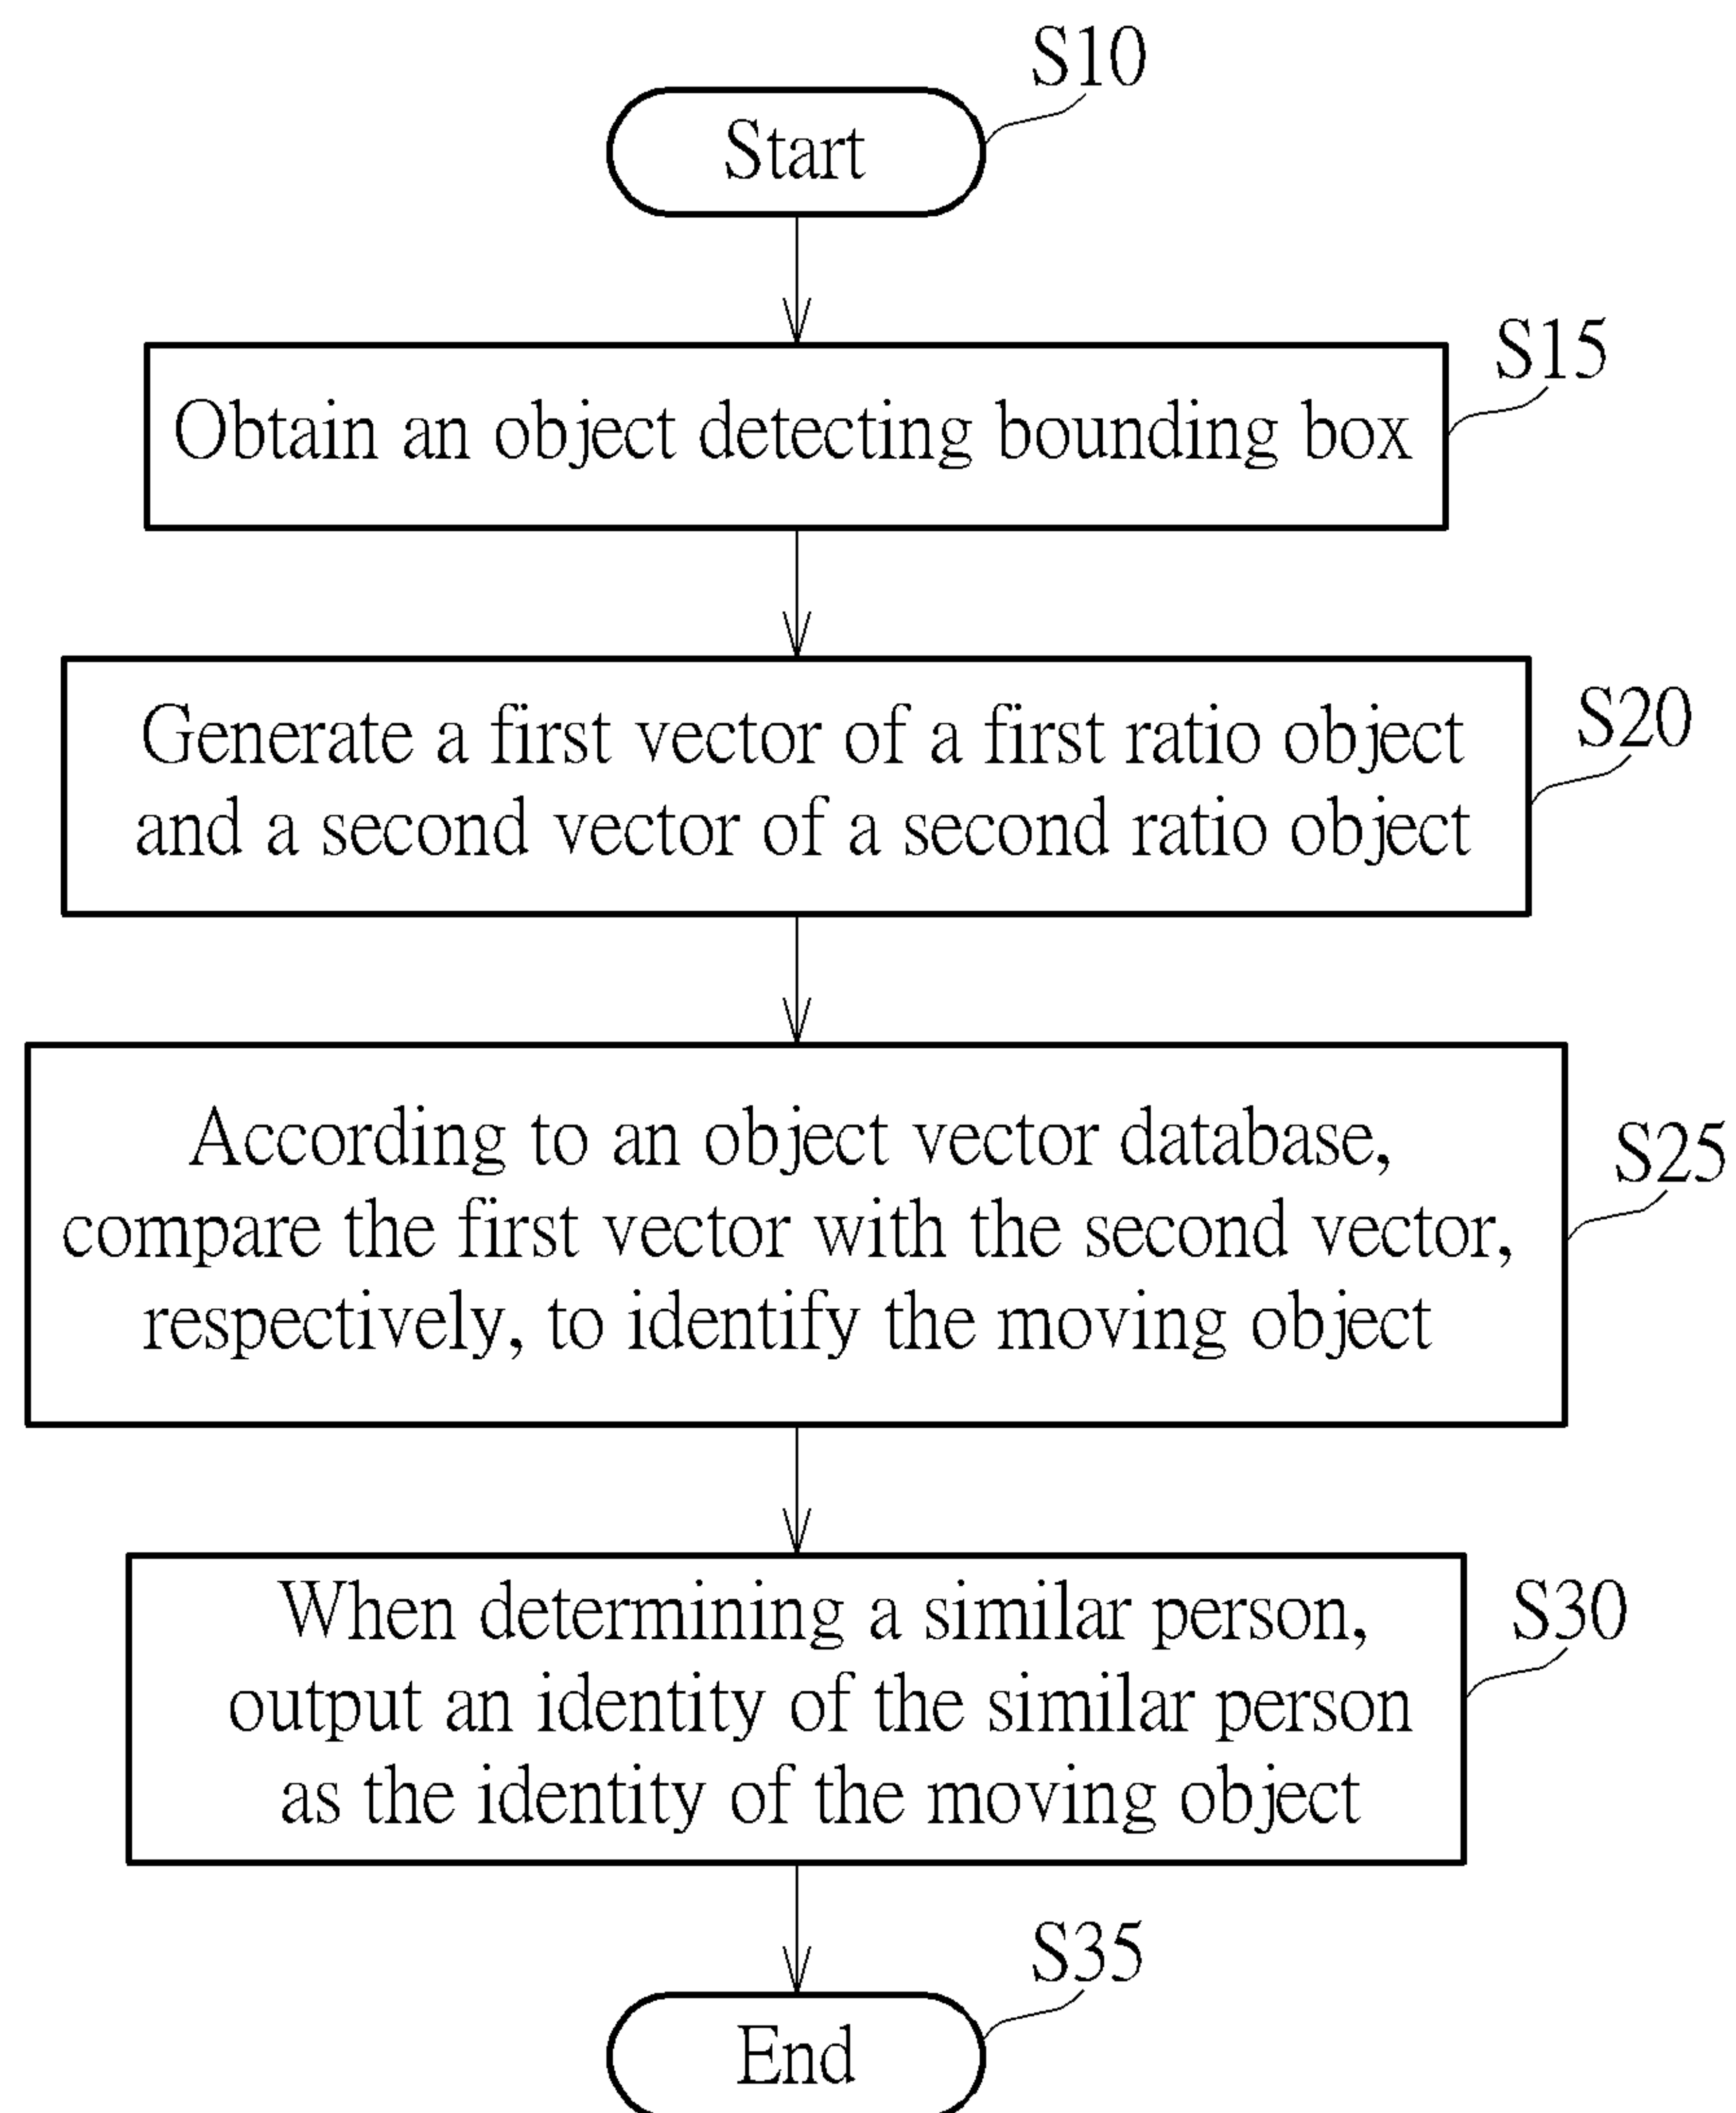 S10
Start
S15
Obtain an object detecting bounding box
S20
Generate a first vector of a first ratio object
and a second vector of a second ratio object
S25
According to an object vector database,
compare the first vector with the second vector,
respectively, to identify the moving object
S30
When determining a similar person,
output an identity of the similar person
as the identity of the moving object
S35
End